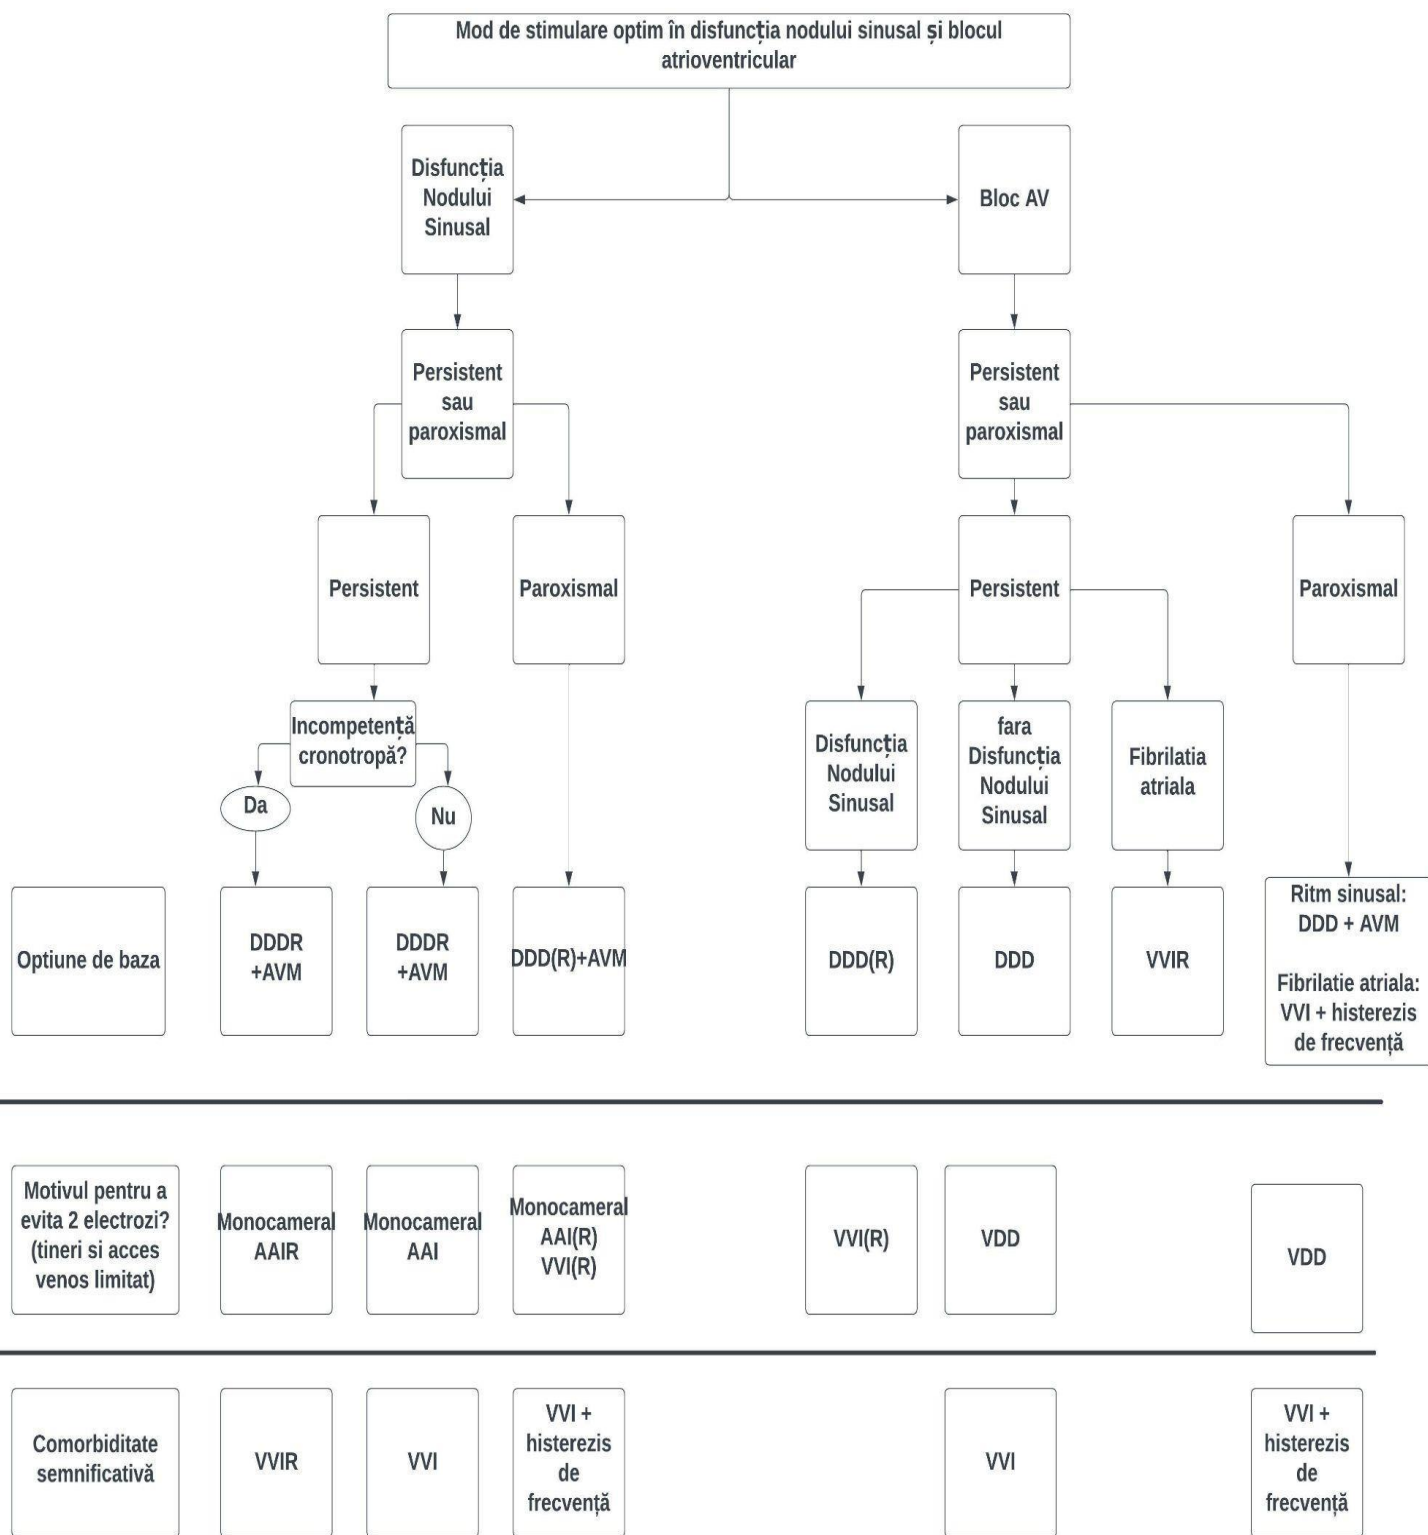 Mod de stimulare optim în disfuncția nodului sinusal și blocul
atrioventricular
Disfuncția
Nodului
Sinusal
Bloc AV
Persistent
sau
paroxismal
Persistent
sau
paroxismal
Persistent
Paroxismal
Persistent
Paroxismal
Incompetență
cronotropă?
Da
Nu
Disfuncția
Nodului
Sinusal
fara
Disfuncția
Nodului
Sinusal
Fibrilatia
atriala
Optiune de baza
DDDR
+AVM
DDDR
+AVM
DDD(R)+AVM
DDD(R)
DDD
VVIR
Ritm sinusal:
DDD + AVM
Fibrilatie atriala:
VVI + histerezis
de frecvență
Motivul pentru a
evita 2 electrozi?
(tineri si acces
venos limitat)
Monocameral
AAIR
Monocameral
AAI
Monocameral
AAI(R)
VVI(R)
VVI(R)
VDD
VDD
Comorbiditate
semnificativă
VVIR
VVI
VVI +
histerezis
de
frecvență
VVI
VVI +
histerezis
de
frecvență